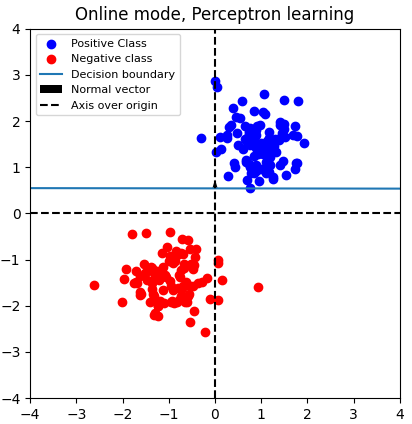 Online mode, Perceptron learning
Positive Class
Negative class
Decision boundary
Normal vector
Axis over origin
4
3
2
1
0
−1
−2
−3
−4
−4 −3 −2 −1 0 1 2 3 4